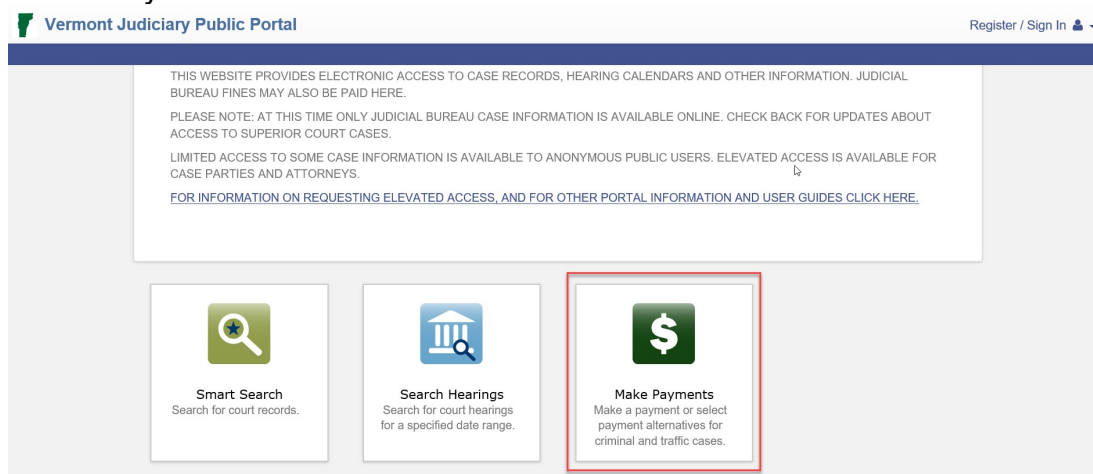 Vermont Judiciary Public Portal
Register / Sign In
THIS WEBSITE PROVIDES ELECTRONIC ACCESS TO CASE RECORDS, HEARING CALENDARS AND OTHER INFORMATION. JUDICIAL
BUREAU FINES MAY ALSO BE PAID HERE.
PLEASE NOTE: AT THIS TIME ONLY JUDICIAL BUREAU CASE INFORMATION IS AVAILABLE ONLINE. CHECK BACK FOR UPDATES ABOUT
ACCESS TO SUPERIOR COURT CASES.
LIMITED ACCESS TO SOME CASE INFORMATION IS AVAILABLE TO ANONYMOUS PUBLIC USERS. ELEVATED ACCESS IS AVAILABLE FOR
CASE PARTIES AND ATTORNEYS.
FOR INFORMATION ON REQUESTING ELEVATED ACCESS, AND FOR OTHER PORTAL INFORMATION AND USER GUIDES CLICK HERE.
Smart Search
Search for court records.
Search Hearings
Search for court hearings
for a specified date range.
$
Make Payments
Make a payment or select
payment alternatives for
criminal and traffic cases.